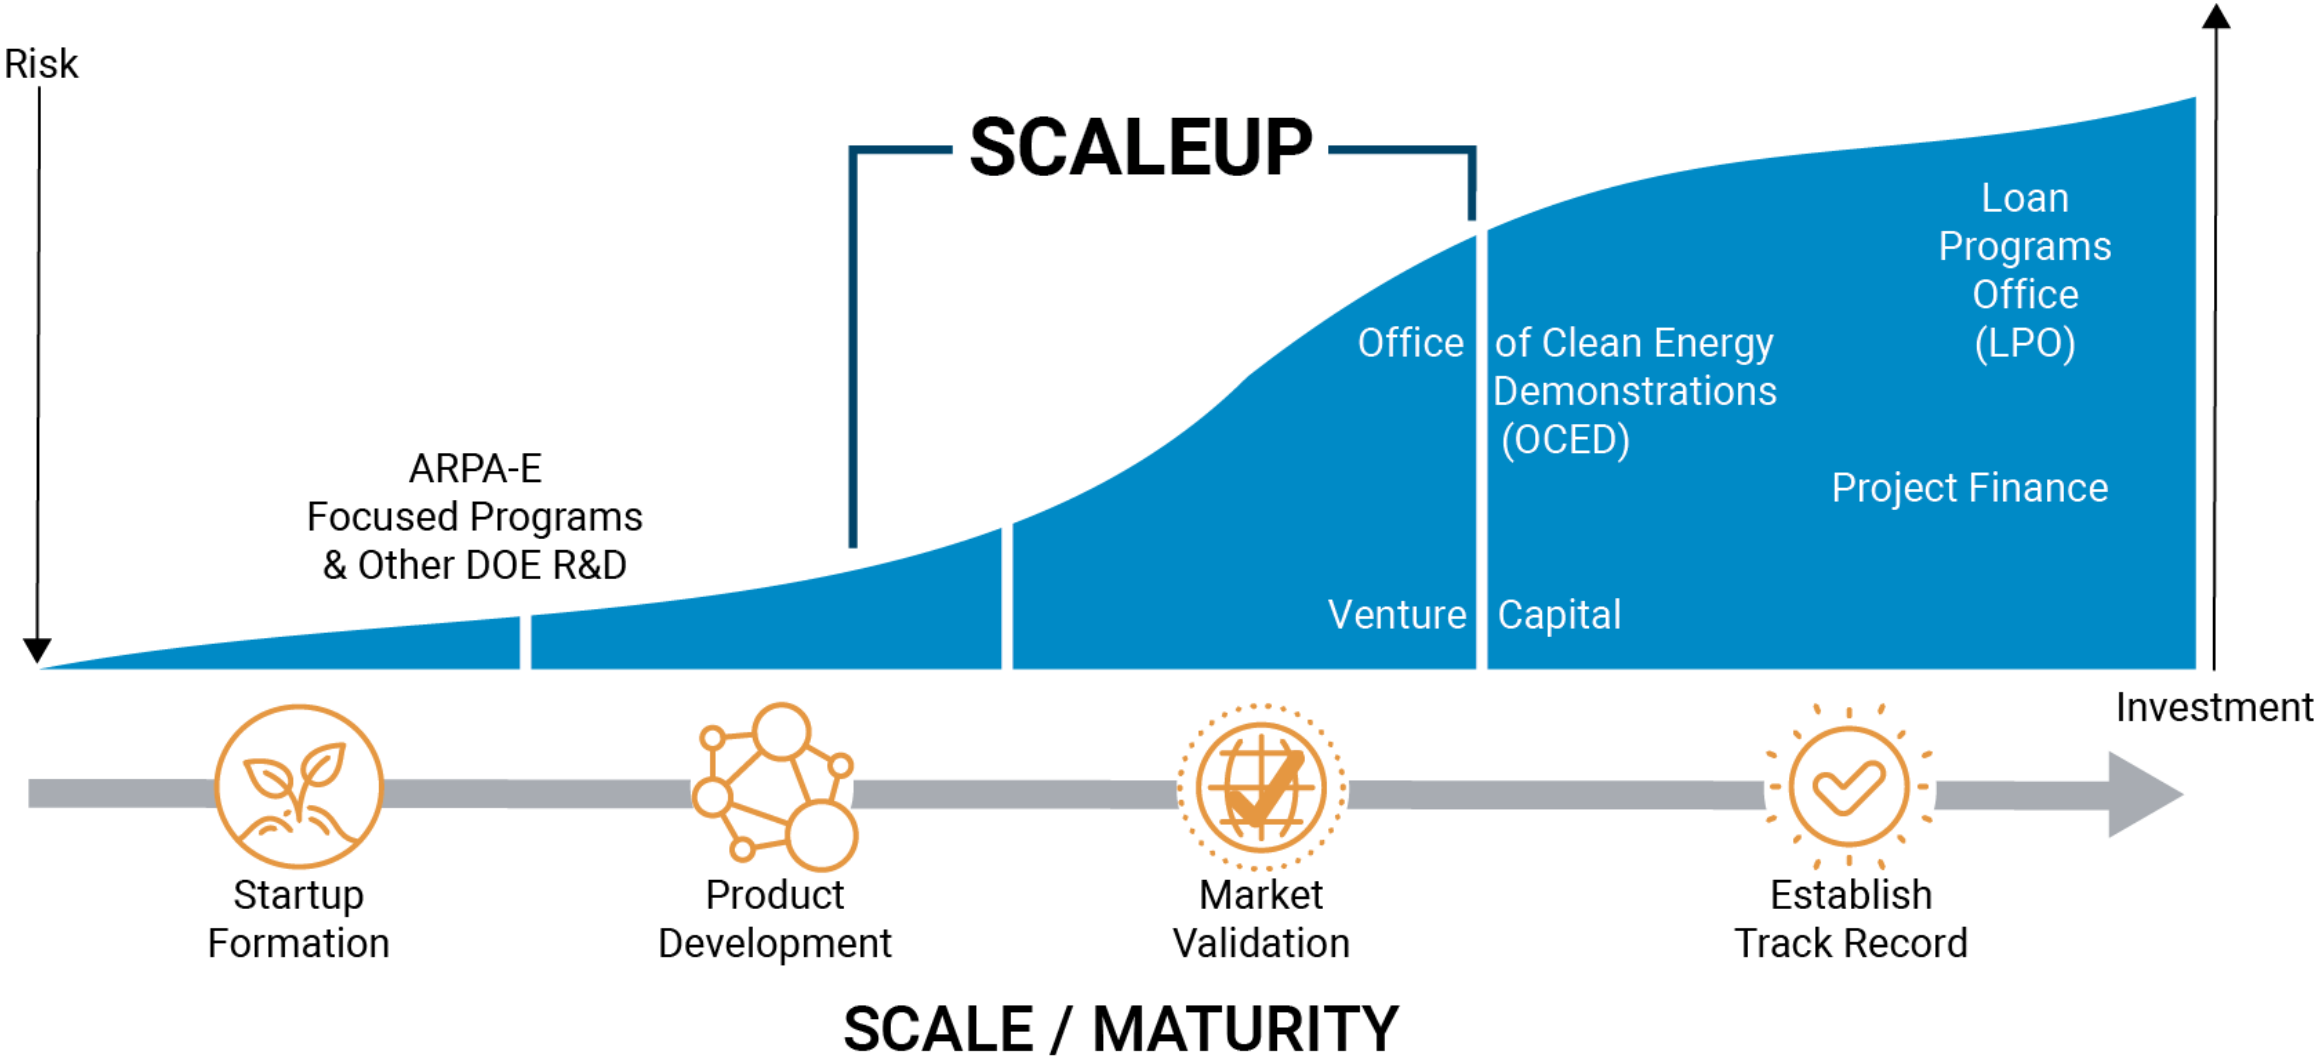 Risk
SCALEUP
Loan
Programs
Office
(LPO)
Office of Clean Energy
Demonstrations
(OCED)
ARPA-E
Focused Programs
& Other DOE R&D
Project Finance
Venture Capital
Investment
Startup
Formation
Product
Development
Market
Validation
Establish
Track Record
SCALE / MATURITY